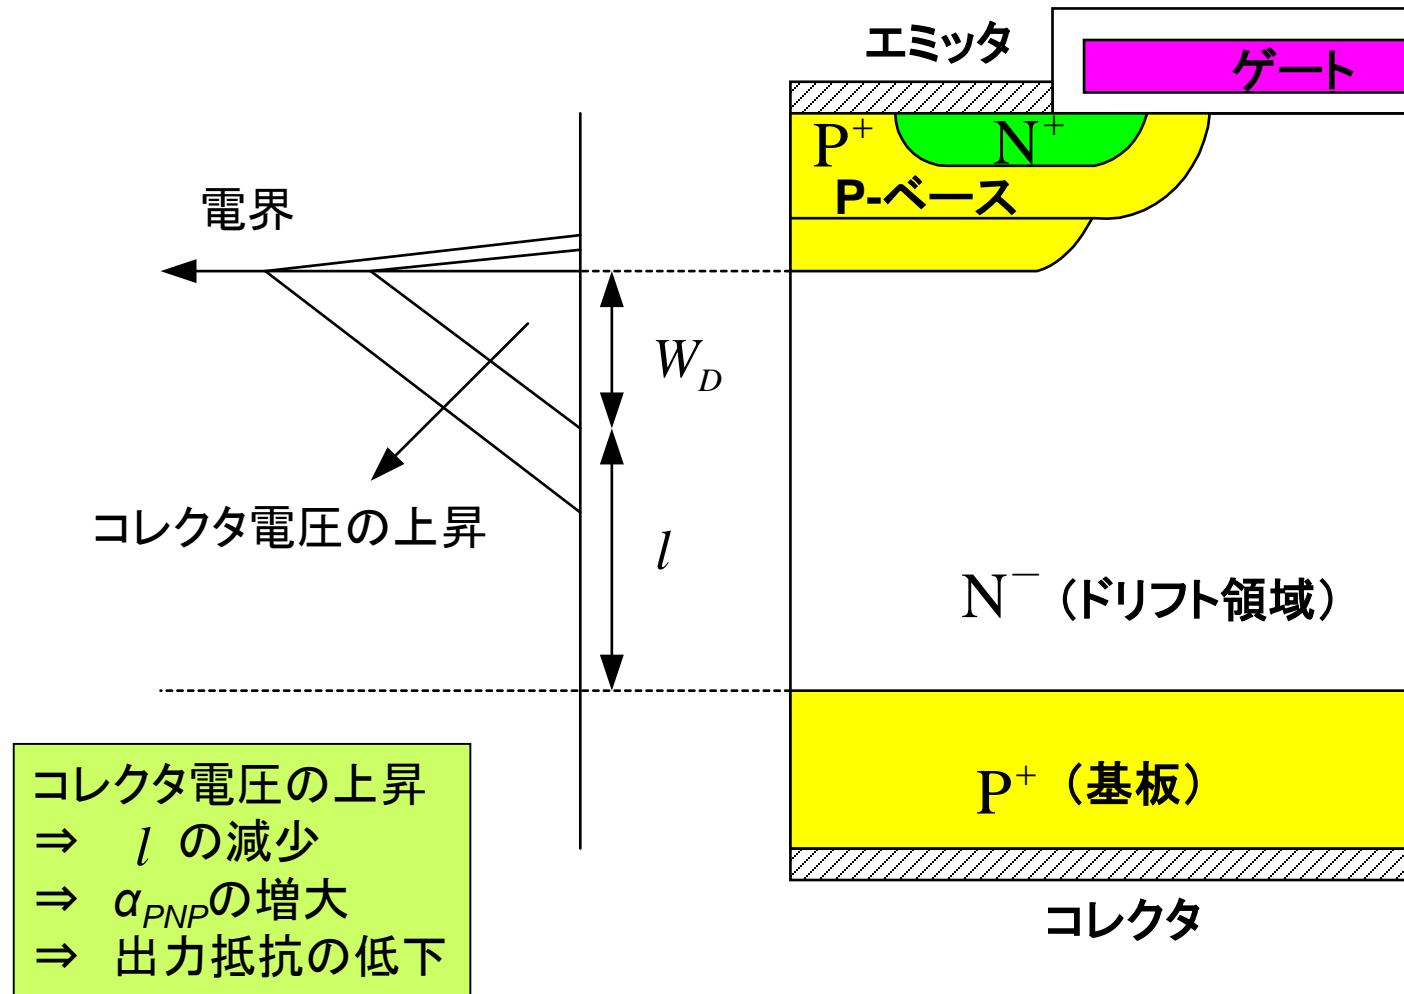 エミッタ
ゲート
P+
N+
P-ベース
電界
WD
コレクタ電圧の上昇
l
N− (ドリフト領域)
P+ (基板)
コレクタ
コレクタ電圧の上昇
⇒ l の減少
⇒ αPNPの増大
⇒ 出力抵抗の低下